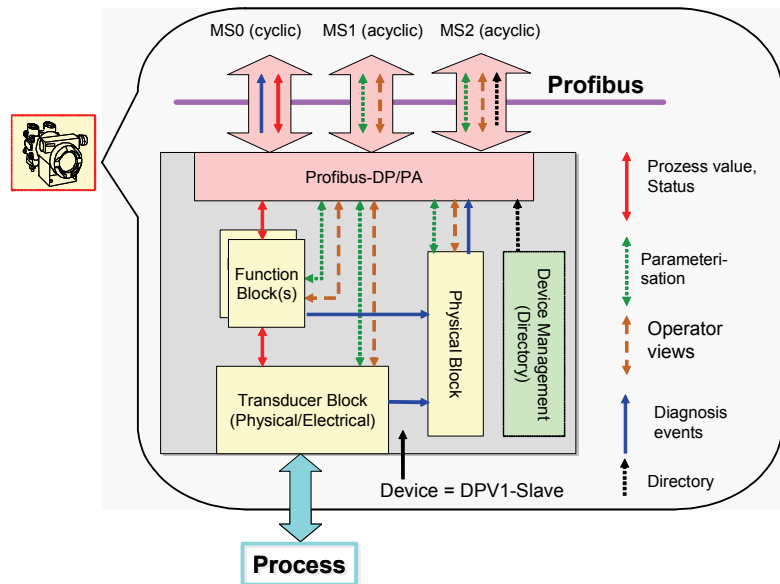 MS0 (cyclic)
MS1 (acyclic)
MS2 (acyclic)
Profibus
Profibus-DP/PA
Function
Block(s)
Physical Block
Device Management
(Directory)
Transducer Block
(Physical/Electrical)
Device = DPV1-Slave
Process
Prozess value,
Status
Parameteri-
sation
Operator
views
Diagnosis
events
Directory